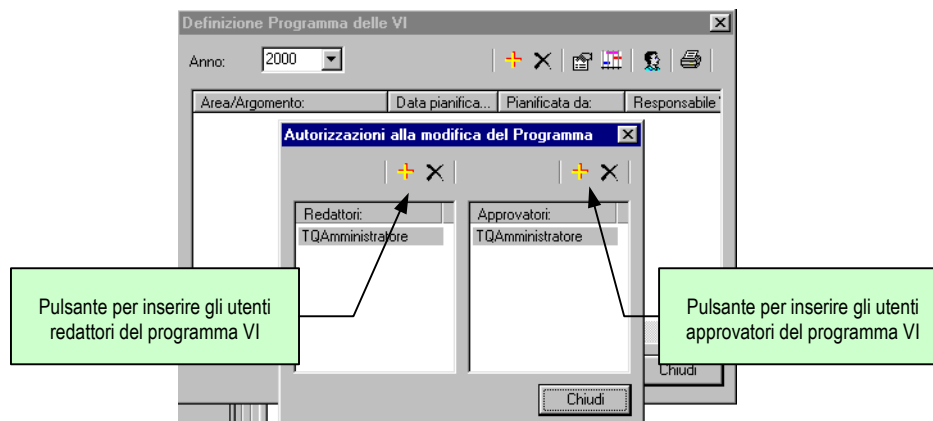 Definizione Programma delle VI
Anno: 2000
Area/Argomento: Data pianifica... Pianificata da: Responsabile
Autorizzazioni alla modifica del Programma
Redattori: Approvatori:
TQAmministratore TQAmministratore
Pulsante per inserire gli utenti
redattori del programma VI
Pulsante per inserire gli utenti
approvatori del programma VI
Chiudi
Chiudi